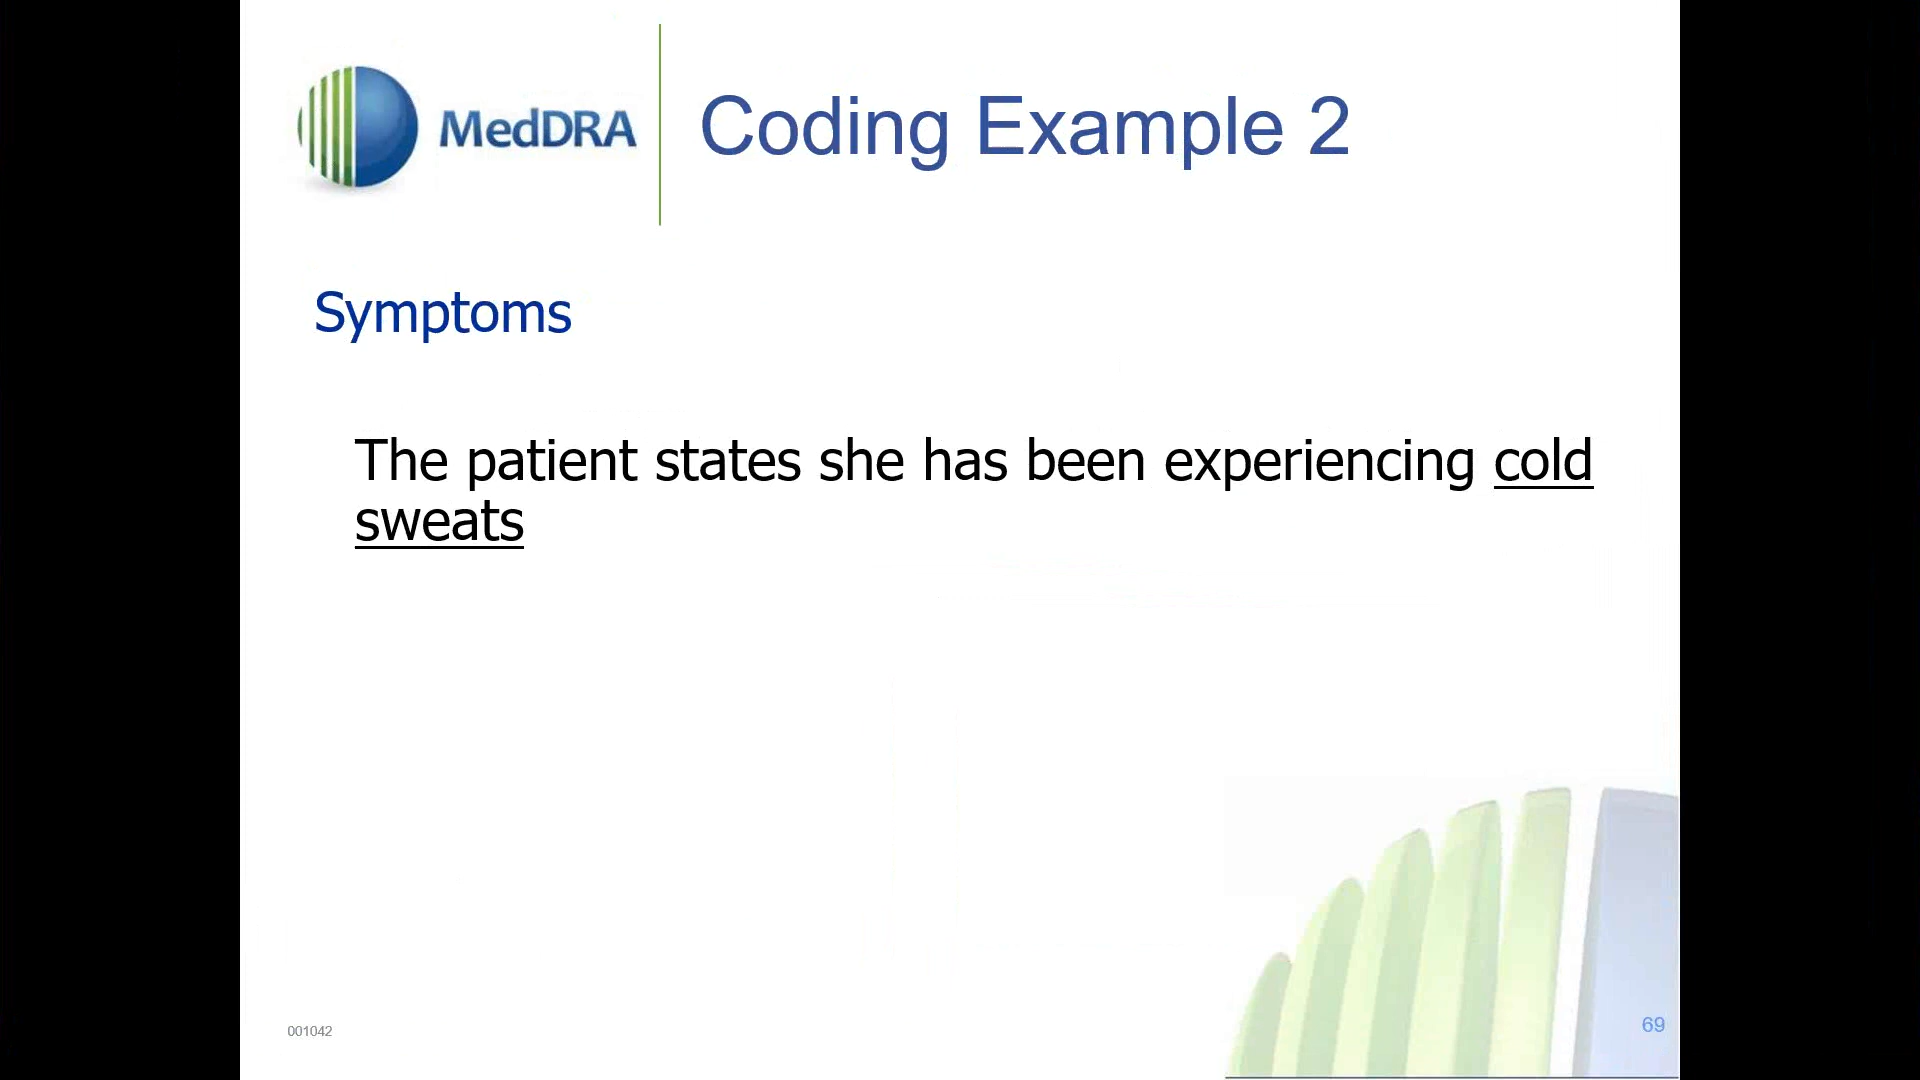 MedDRA
Coding Example 2
Symptoms
The patient states she has been experiencing cold
sweats
001042
69